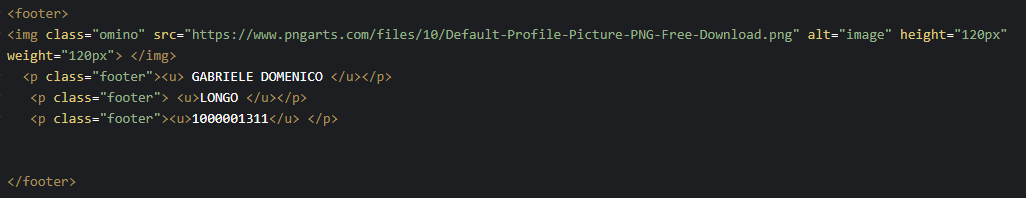 <footer>
<img class="omino" src="https://www.pngarts.com/files/10/Default-Profile-Picture-PNG-Free-Download.png" alt="image" height="120px"
weight="120px"> </img>
<p class="footer"><u> GABRIELE DOMENICO </u></p>
<p class="footer"> <u>LONGO </u></p>
<p class="footer"><u>1000001311</u> </p>
</footer>